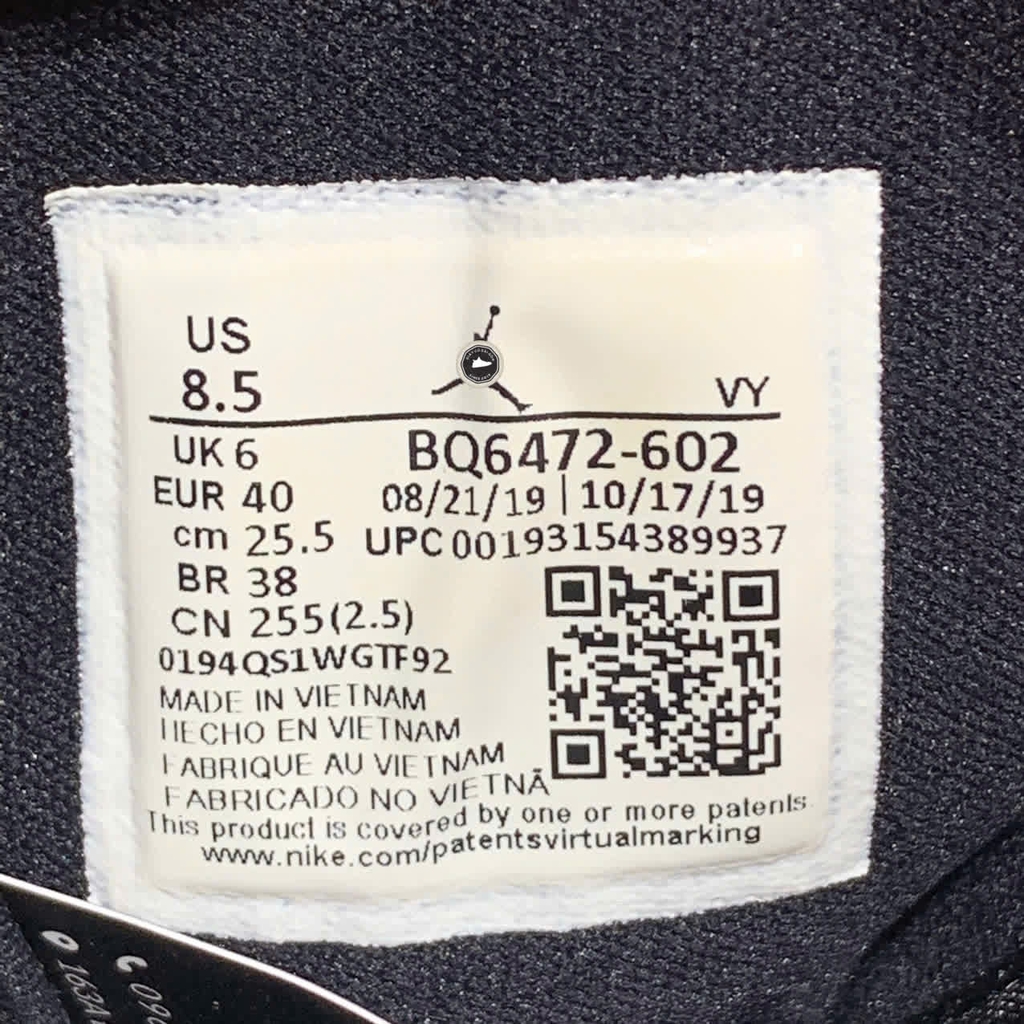 US
8.5
VY
UK 6
BQ6472-602
EUR 40
08/21/19 | 10/17/19
cm 25.5
UPC 00193154389937
BR 38
CN 255(2.5)
0194QS1WGTF92
MADE IN VIETNAM
HECHO EN VIETNAM
FABRIQUE AU VIETNAM
FABRICADO NO VIETNÃ
This product is covered by one or more patents.
www.nike.com/patentsvirtualmarking